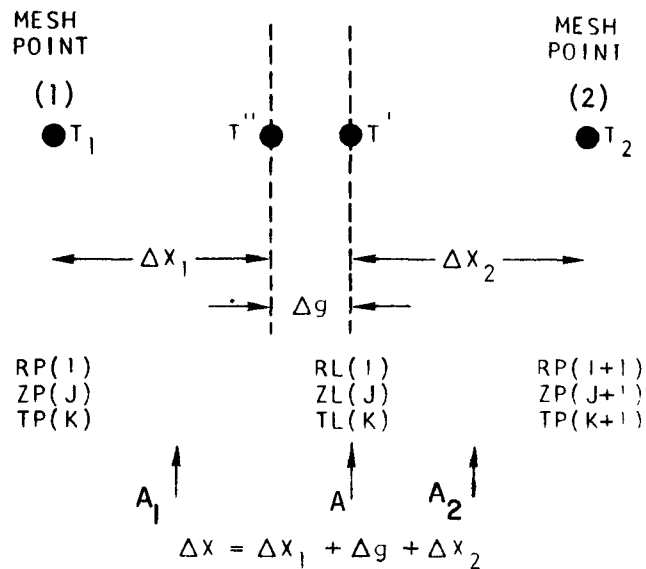 MESH POINT
MESH POINT
(1)
(2)
T₁
T''
T'
T₂
ΔX₁
ΔX₂
Δg
RP(I)
RL(I)
RP(I+1)
ZP(J)
ZL(J)
ZP(J+1)
TP(K)
TL(K)
TP(K+1)
A₁
A
A₂
ΔX = ΔX₁ + Δg + ΔX₂